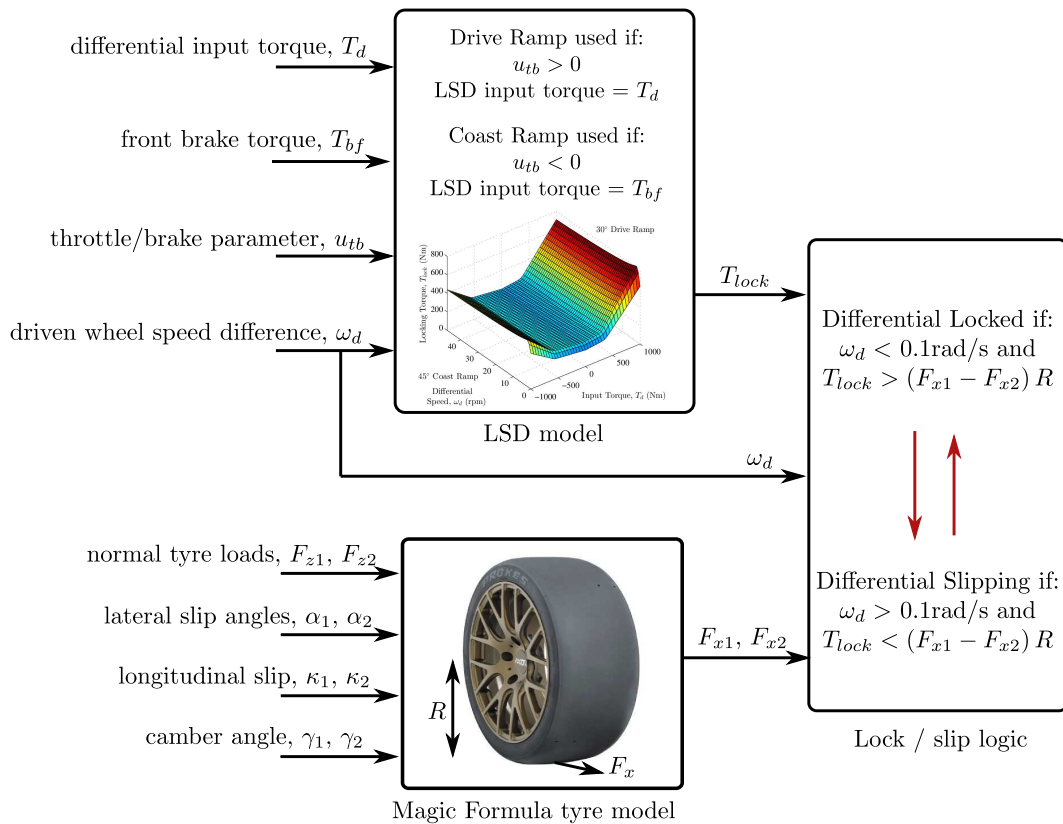 differential input torque, T_d
front brake torque, T_bf
throttle/brake parameter, u_tb
driven wheel speed difference, ω_d
Drive Ramp used if:
u_tb > 0
LSD input torque = T_d
Coast Ramp used if:
u_tb < 0
LSD input torque = T_bf
30° Drive Ramp
Locking Torque, T_lock (Nm)
800
600
400
200
0
40
30
20
10
0
45° Coast Ramp
Differential
Speed, ω_d (rpm)
−1000
−500
0
500
1000
Input Torque, T_d (Nm)
LSD model
T_lock
ω_d
Differential Locked if:
ω_d < 0.1rad/s and
T_lock > (F_x1 − F_x2) R
Differential Slipping if:
ω_d > 0.1rad/s and
T_lock < (F_x1 − F_x2) R
Lock / slip logic
normal tyre loads, F_z1, F_z2
lateral slip angles, α_1, α_2
longitudinal slip, κ_1, κ_2
camber angle, γ_1, γ_2
PROXES
R
F_x
F_x1, F_x2
Magic Formula tyre model